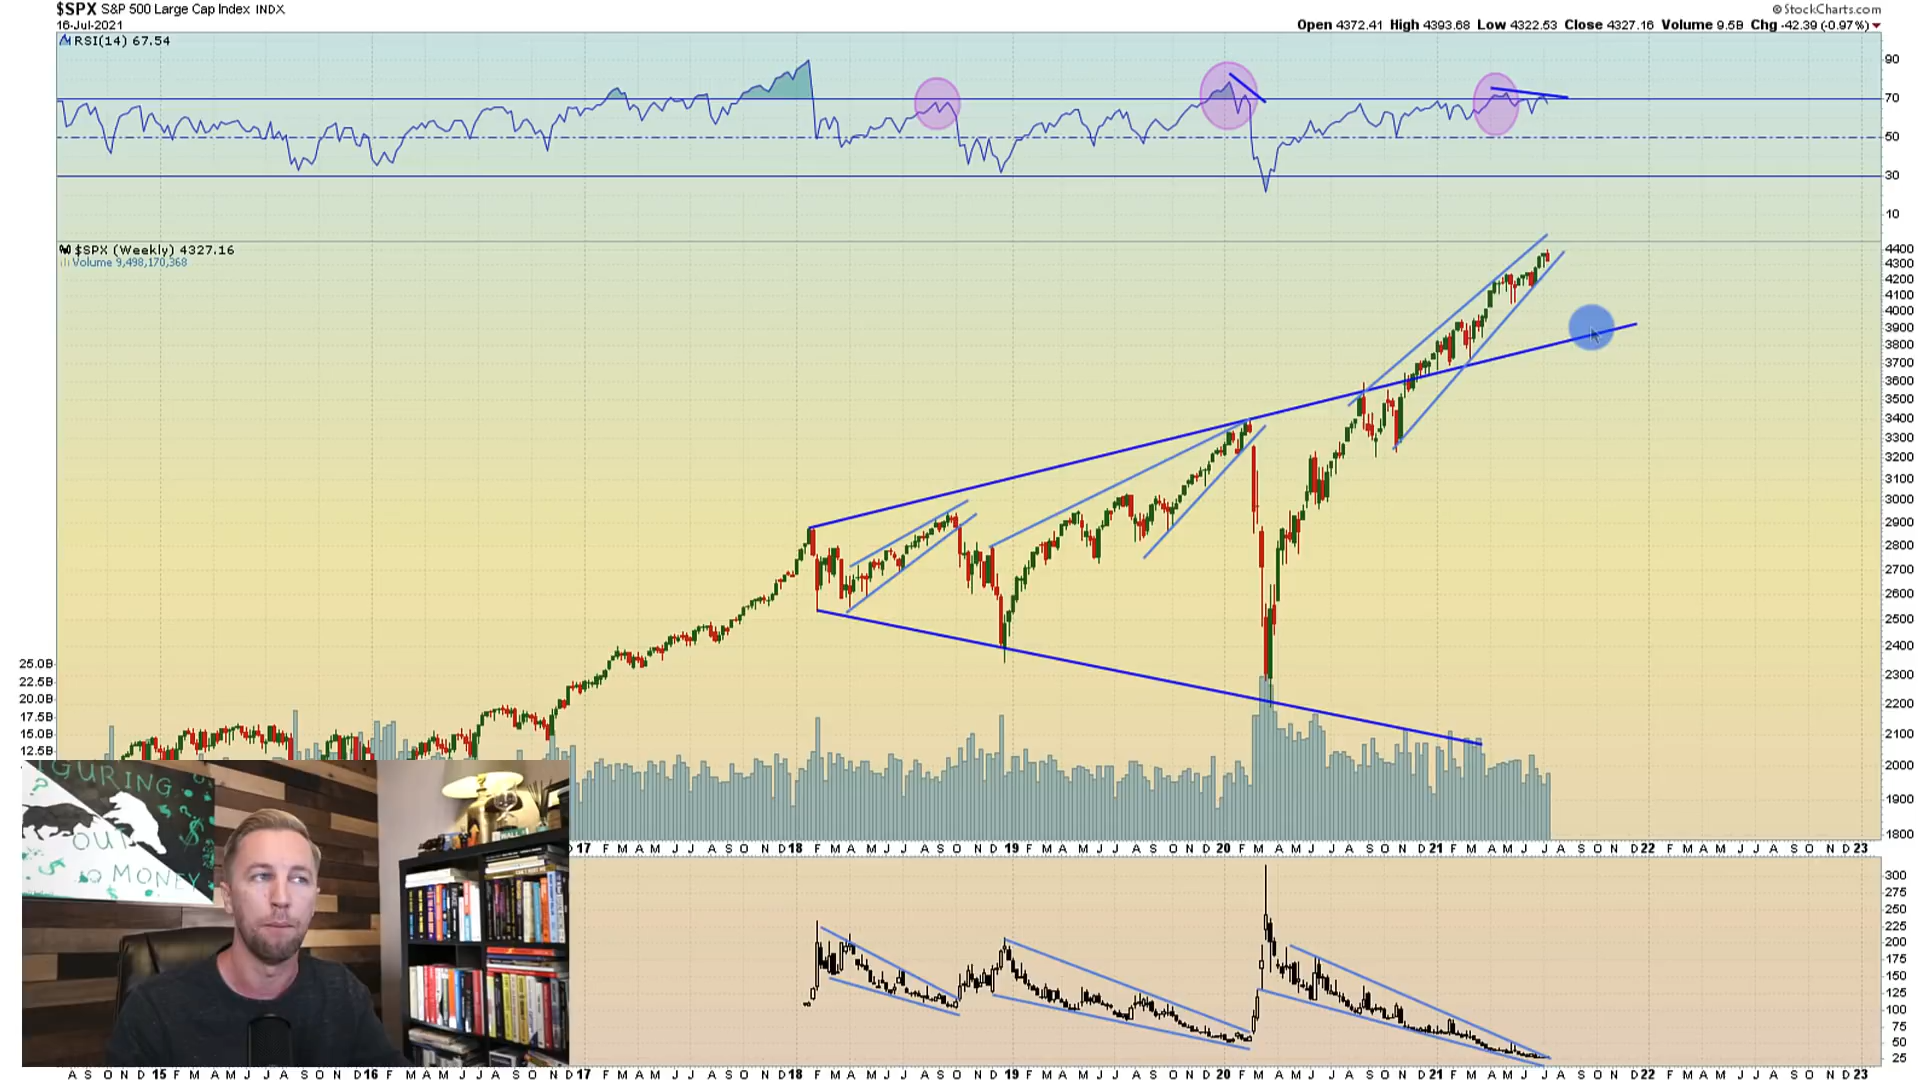 $SPX S&P 500 Large Cap Index INDX
© StockCharts.com
16-Jul-2021
Open 4372.41 High 4393.68 Low 4322.53 Close 4327.16 Volume 9.5B Chg -42.39 (-0.97%)
RSI(14) 67.54
90
70
50
30
10
$SPX (Weekly) 4327.16
Volume 9,498,170,368
4400
4300
4200
4100
4000
3900
3800
3700
3600
3500
3400
3300
3200
3100
3000
2900
2800
2700
2600
2500
2400
2300
2200
2100
2000
1900
1800
25.0B
22.5B
20.0B
17.5B
15.0B
12.5B
17 F M A M J J A S O N D 18 F M A M J J A S O N D 19 F M A M J J A S O N D 20 F M A M J J A S O N D 21 F M A M J J A S O N D 22 F M A M J J A S O N D 23
GURING
OUT
MONEY
300
275
250
225
200
175
150
125
100
75
50
25
A S O N D 15 F M A M J J A S O N D 16 F M A M J J A S O N D 17 F M A M J J A S O N D 18 F M A M J J A S O N D 19 F M A M J J A S O N D 20 F M A M J J A S O N D 21 F M A M J J A S O N D 22 F M A M J J A S O N D 23